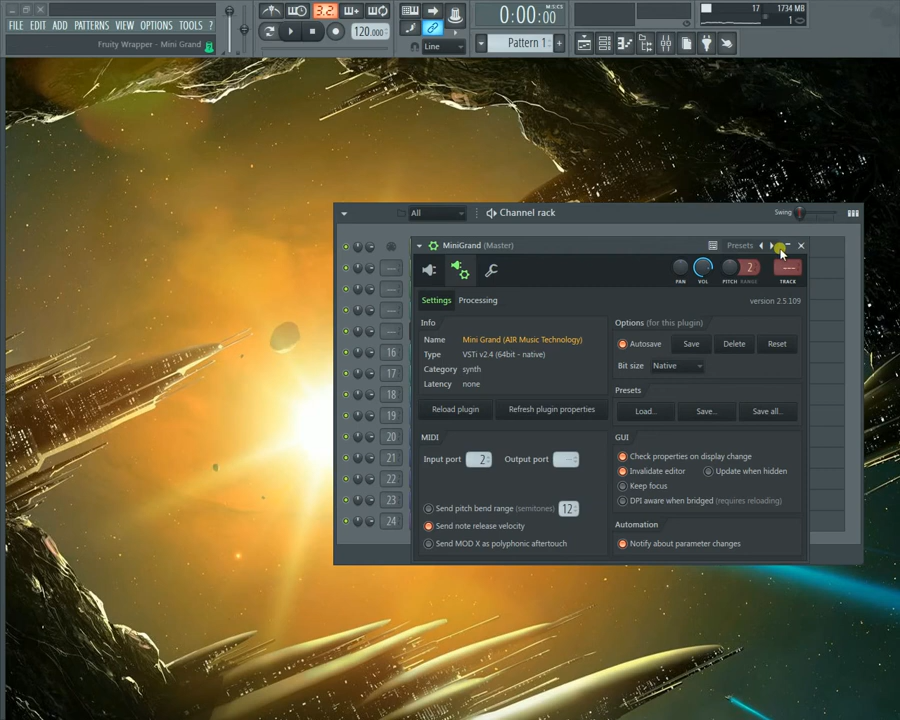 3.2
0:00:00
M:S:CS
17
1734 MB
1
FILE EDIT ADD PATTERNS VIEW OPTIONS TOOLS ?
120.000
Line
Pattern 1
Fruity Wrapper - Mini Grand
All
Channel rack
Swing
MiniGrand (Master)
Presets
2
---
PAN VOL PITCH RANGE TRACK
Settings Processing
version 2.5.109
Info
Options (for this plugin)
Name Mini Grand (AIR Music Technology)
Autosave Save Delete Reset
Type VSTi v2.4 (64bit - native)
Bit size Native
Category synth
Latency none
Presets
Reload plugin Refresh plugin properties
Load... Save... Save all...
MIDI
GUI
Input port 2 Output port --
Check properties on display change
Invalidate editor Update when hidden
Keep focus
DPI aware when bridged (requires reloading)
Send pitch bend range (semitones) 12
Send note release velocity
Automation
Send MOD X as polyphonic aftertouch
Notify about parameter changes
---
---
---
---
16
17
18
19
20
21
22
23
24